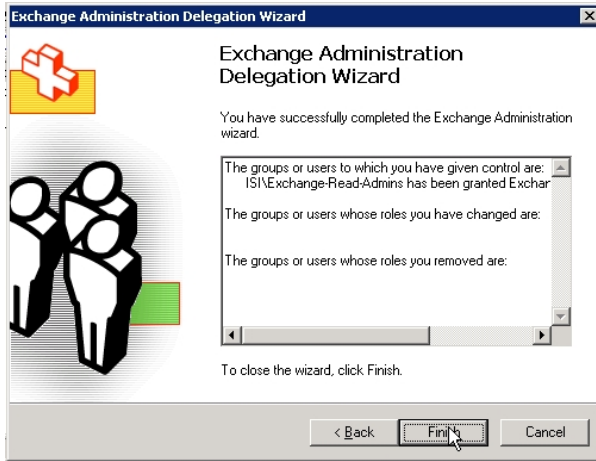 Exchange Administration Delegation Wizard
Exchange Administration
Delegation Wizard
You have successfully completed the Exchange Administration
wizard.
The groups or users to which you have given control are:
ISI\Exchange-Read-Admins has been granted Exchar
The groups or users whose roles you have changed are:
The groups or users whose roles you removed are:
To close the wizard, click Finish.
< Back
Finish
Cancel